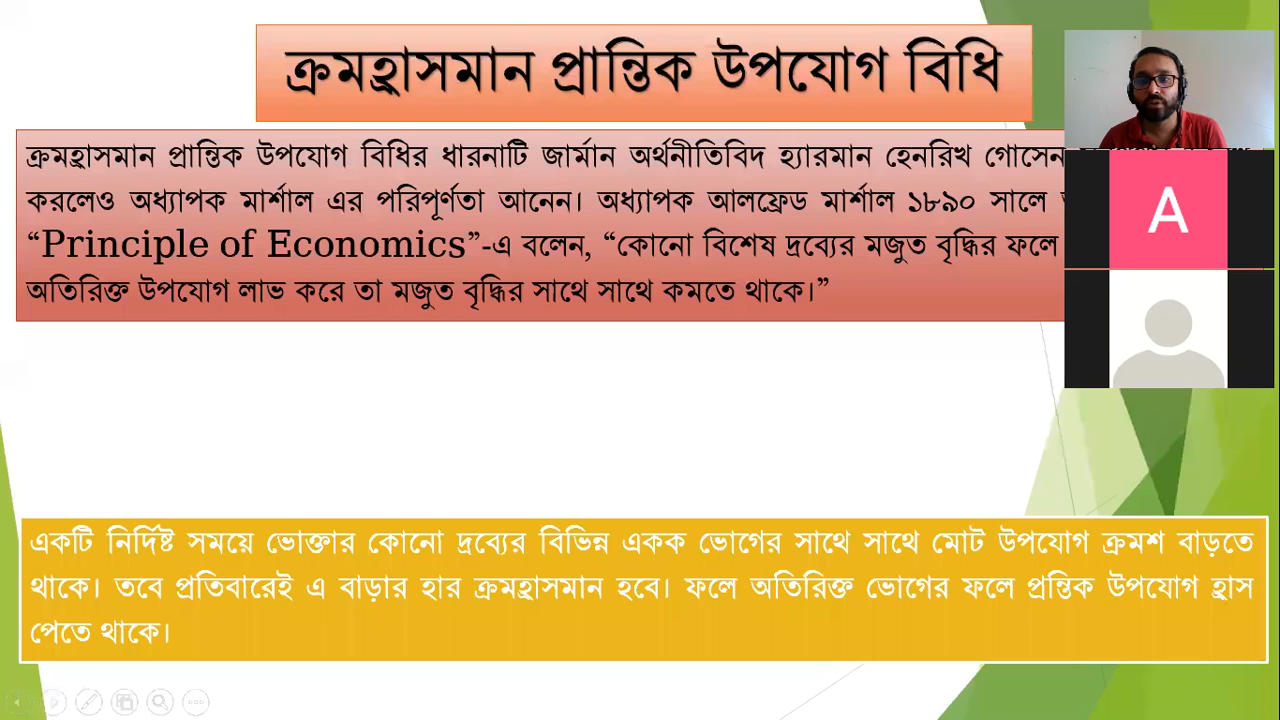 ক্রমহ্রাসমান প্রান্তিক উপযোগ বিধি
ক্রমহ্রাসমান প্রান্তিক উপযোগ বিধির ধারনাটি জার্মান অর্থনীতিবিদ হ্যারমান হেনরিখ গোসেন
করলেও অধ্যাপক মার্শাল এর পরিপূর্ণতা আনেন। অধ্যাপক আলফ্রেড মার্শাল ১৮৯০ সালে
“Principle of Economics”-এ বলেন, “কোনো বিশেষ দ্রব্যের মজুত বৃদ্ধির ফলে
অতিরিক্ত উপযোগ লাভ করে তা মজুত বৃদ্ধির সাথে সাথে কমতে থাকে।”
A
একটি নির্দিষ্ট সময়ে ভোক্তার কোনো দ্রব্যের বিভিন্ন একক ভোগের সাথে সাথে মোট উপযোগ ক্রমশ বাড়তে
থাকে। তবে প্রতিবারেই এ বাড়ার হার ক্রমহ্রাসমান হবে। ফলে অতিরিক্ত ভোগের ফলে প্রন্তিক উপযোগ হ্রাস
পেতে থাকে।